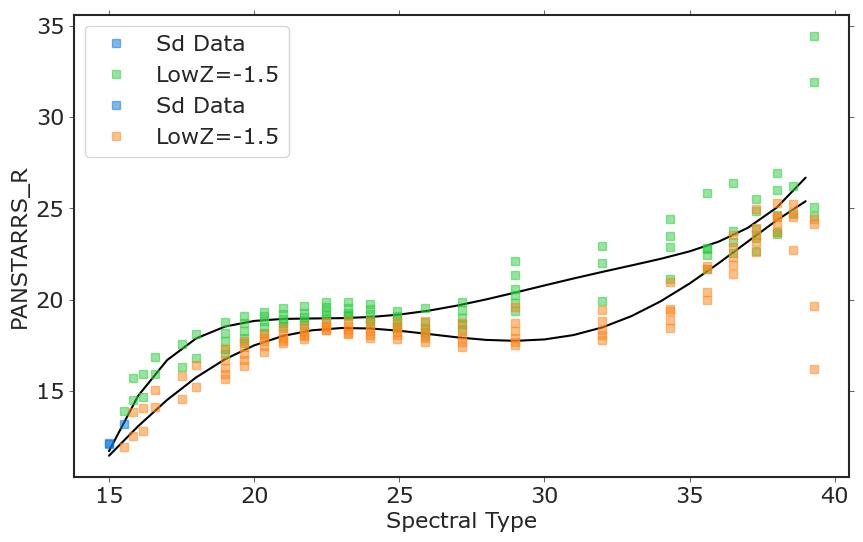 35
30
25
20
15
PANSTARRS_R
Sd Data
LowZ=-1.5
Sd Data
LowZ=-1.5
15 20 25 30 35 40
Spectral Type